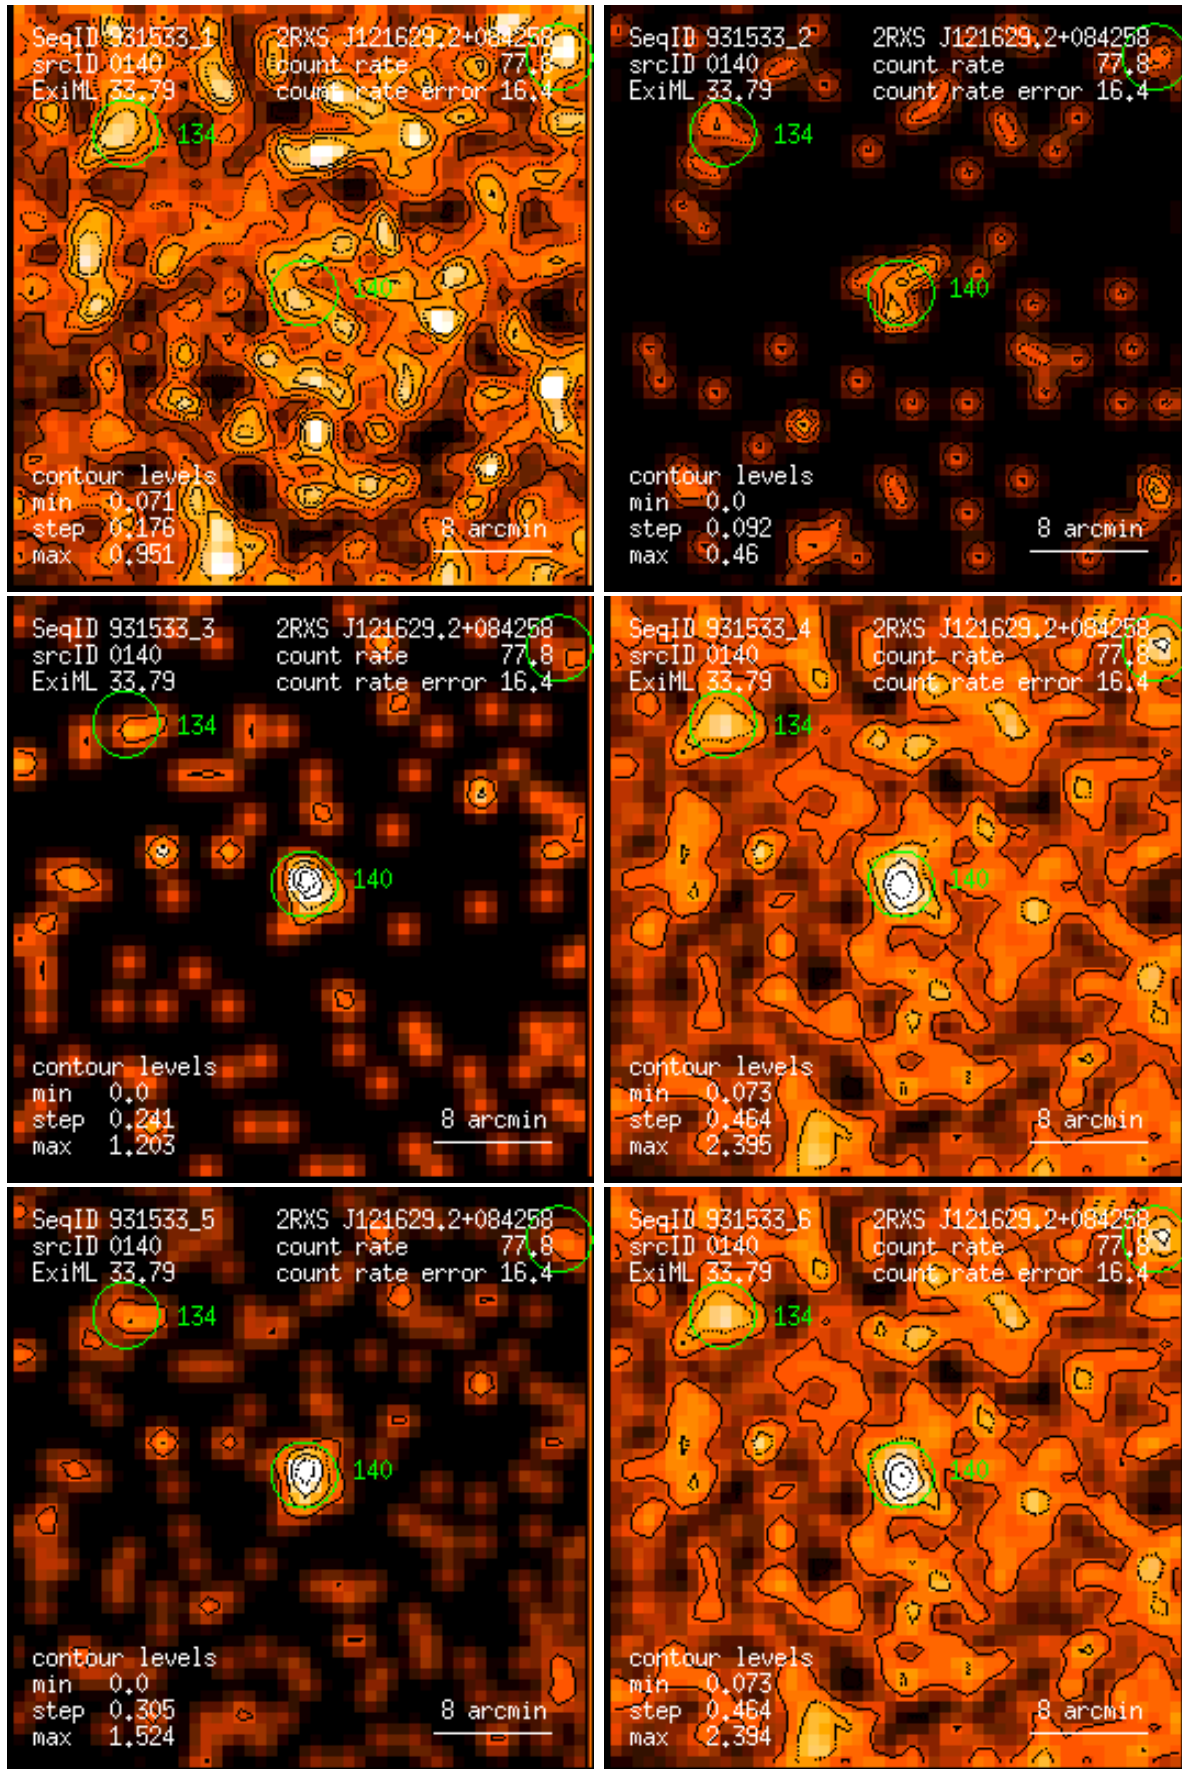 SeqID 931533_1 2RXS J121629.2+084258
srcID 0140 count rate 77.8
ExiML 33.79 count rate error 16.4
134
140
contour levels
min 0.071
step 0.176 8 arcmin
max 0.951
SeqID 931533_2 2RXS J121629.2+084258
srcID 0140 count rate 77.8
ExiML 33.79 count rate error 16.4
134
140
contour levels
min 0.0
step 0.092 8 arcmin
max 0.46
SeqID 931533_3 2RXS J121629.2+084258
srcID 0140 count rate 77.8
ExiML 33.79 count rate error 16.4
134
140
contour levels
min 0.0
step 0.241 8 arcmin
max 1.203
SeqID 931533_4 2RXS J121629.2+084258
srcID 0140 count rate 77.8
ExiML 33.79 count rate error 16.4
134
140
contour levels
min 0.073
step 0.464 8 arcmin
max 2.395
SeqID 931533_5 2RXS J121629.2+084258
srcID 0140 count rate 77.8
ExiML 33.79 count rate error 16.4
134
140
contour levels
min 0.0
step 0.305 8 arcmin
max 1.524
SeqID 931533_6 2RXS J121629.2+084258
srcID 0140 count rate 77.8
ExiML 33.79 count rate error 16.4
134
140
contour levels
min 0.073
step 0.464 8 arcmin
max 2.394